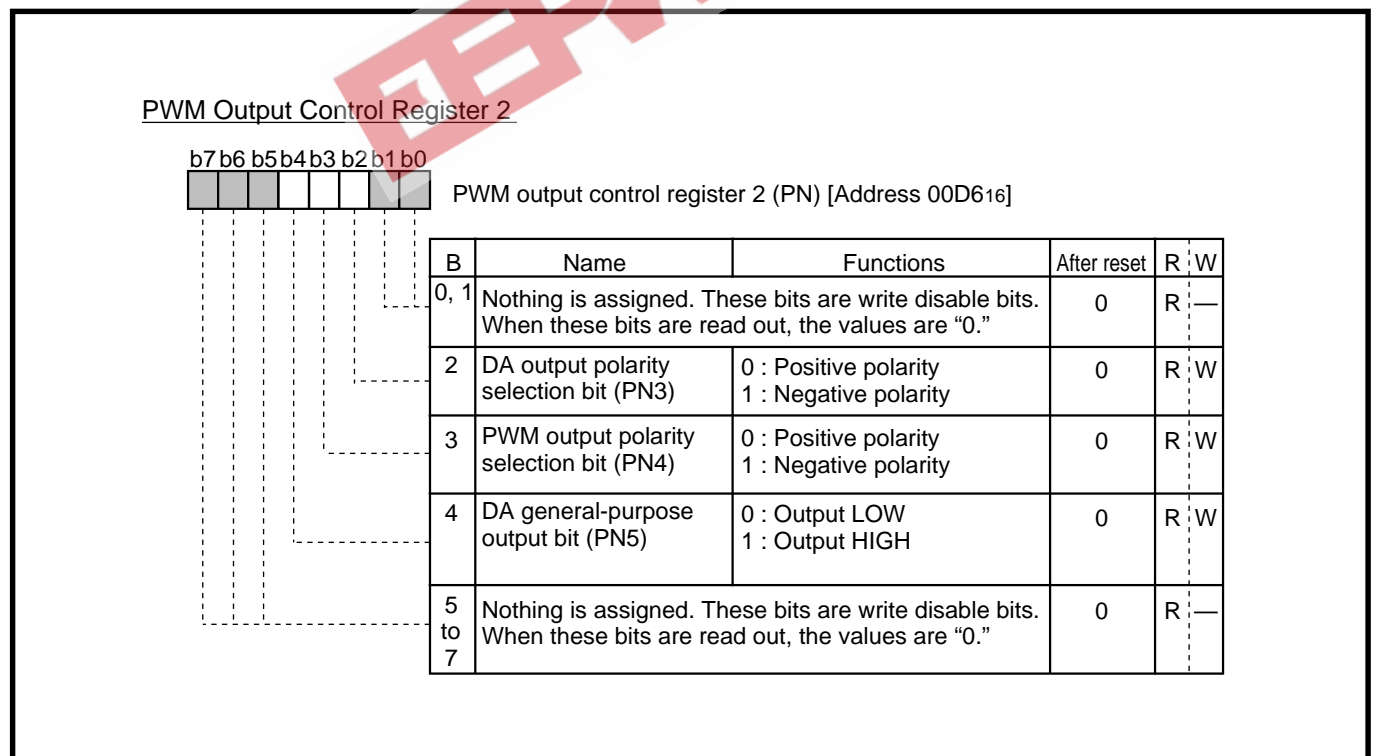 PWM Output Control Register 2
b7 b6 b5 b4 b3 b2 b1 b0
PWM output control register 2 (PN) [Address 00D616]
B Name Functions After reset R W
0, 1 Nothing is assigned. These bits are write disable bits. 0 R —
When these bits are read out, the values are “0.”
2 DA output polarity 0 : Positive polarity 0 R W
selection bit (PN3) 1 : Negative polarity
3 PWM output polarity 0 : Positive polarity 0 R W
selection bit (PN4) 1 : Negative polarity
4 DA general-purpose 0 : Output LOW 0 R W
output bit (PN5) 1 : Output HIGH
5 Nothing is assigned. These bits are write disable bits. 0 R —
to When these bits are read out, the values are “0.”
7